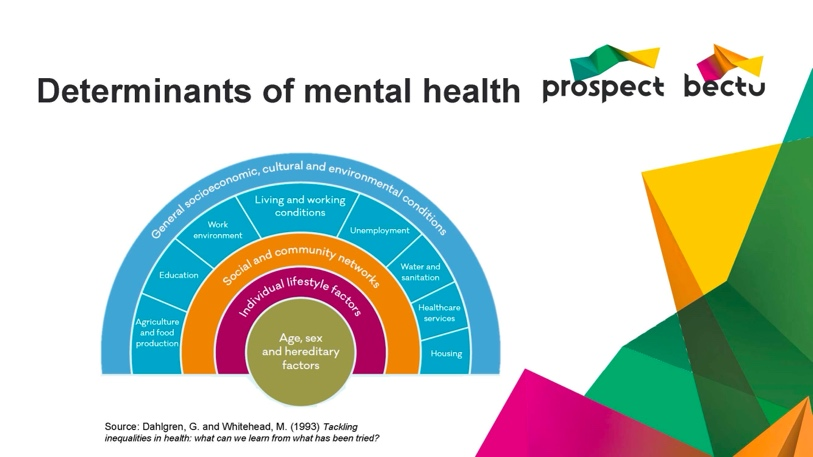 Determinants of mental health
prospect bectu
General socioeconomic, cultural and environmental conditions
Living and working
conditions
Work
environment
Unemployment
Education
Water and
sanitation
Agriculture
and food
production
Healthcare
services
Housing
Social and community networks
Individual lifestyle factors
Age, sex
and hereditary
factors
Source: Dahlgren, G. and Whitehead, M. (1993) Tackling
inequalities in health: what can we learn from what has been tried?